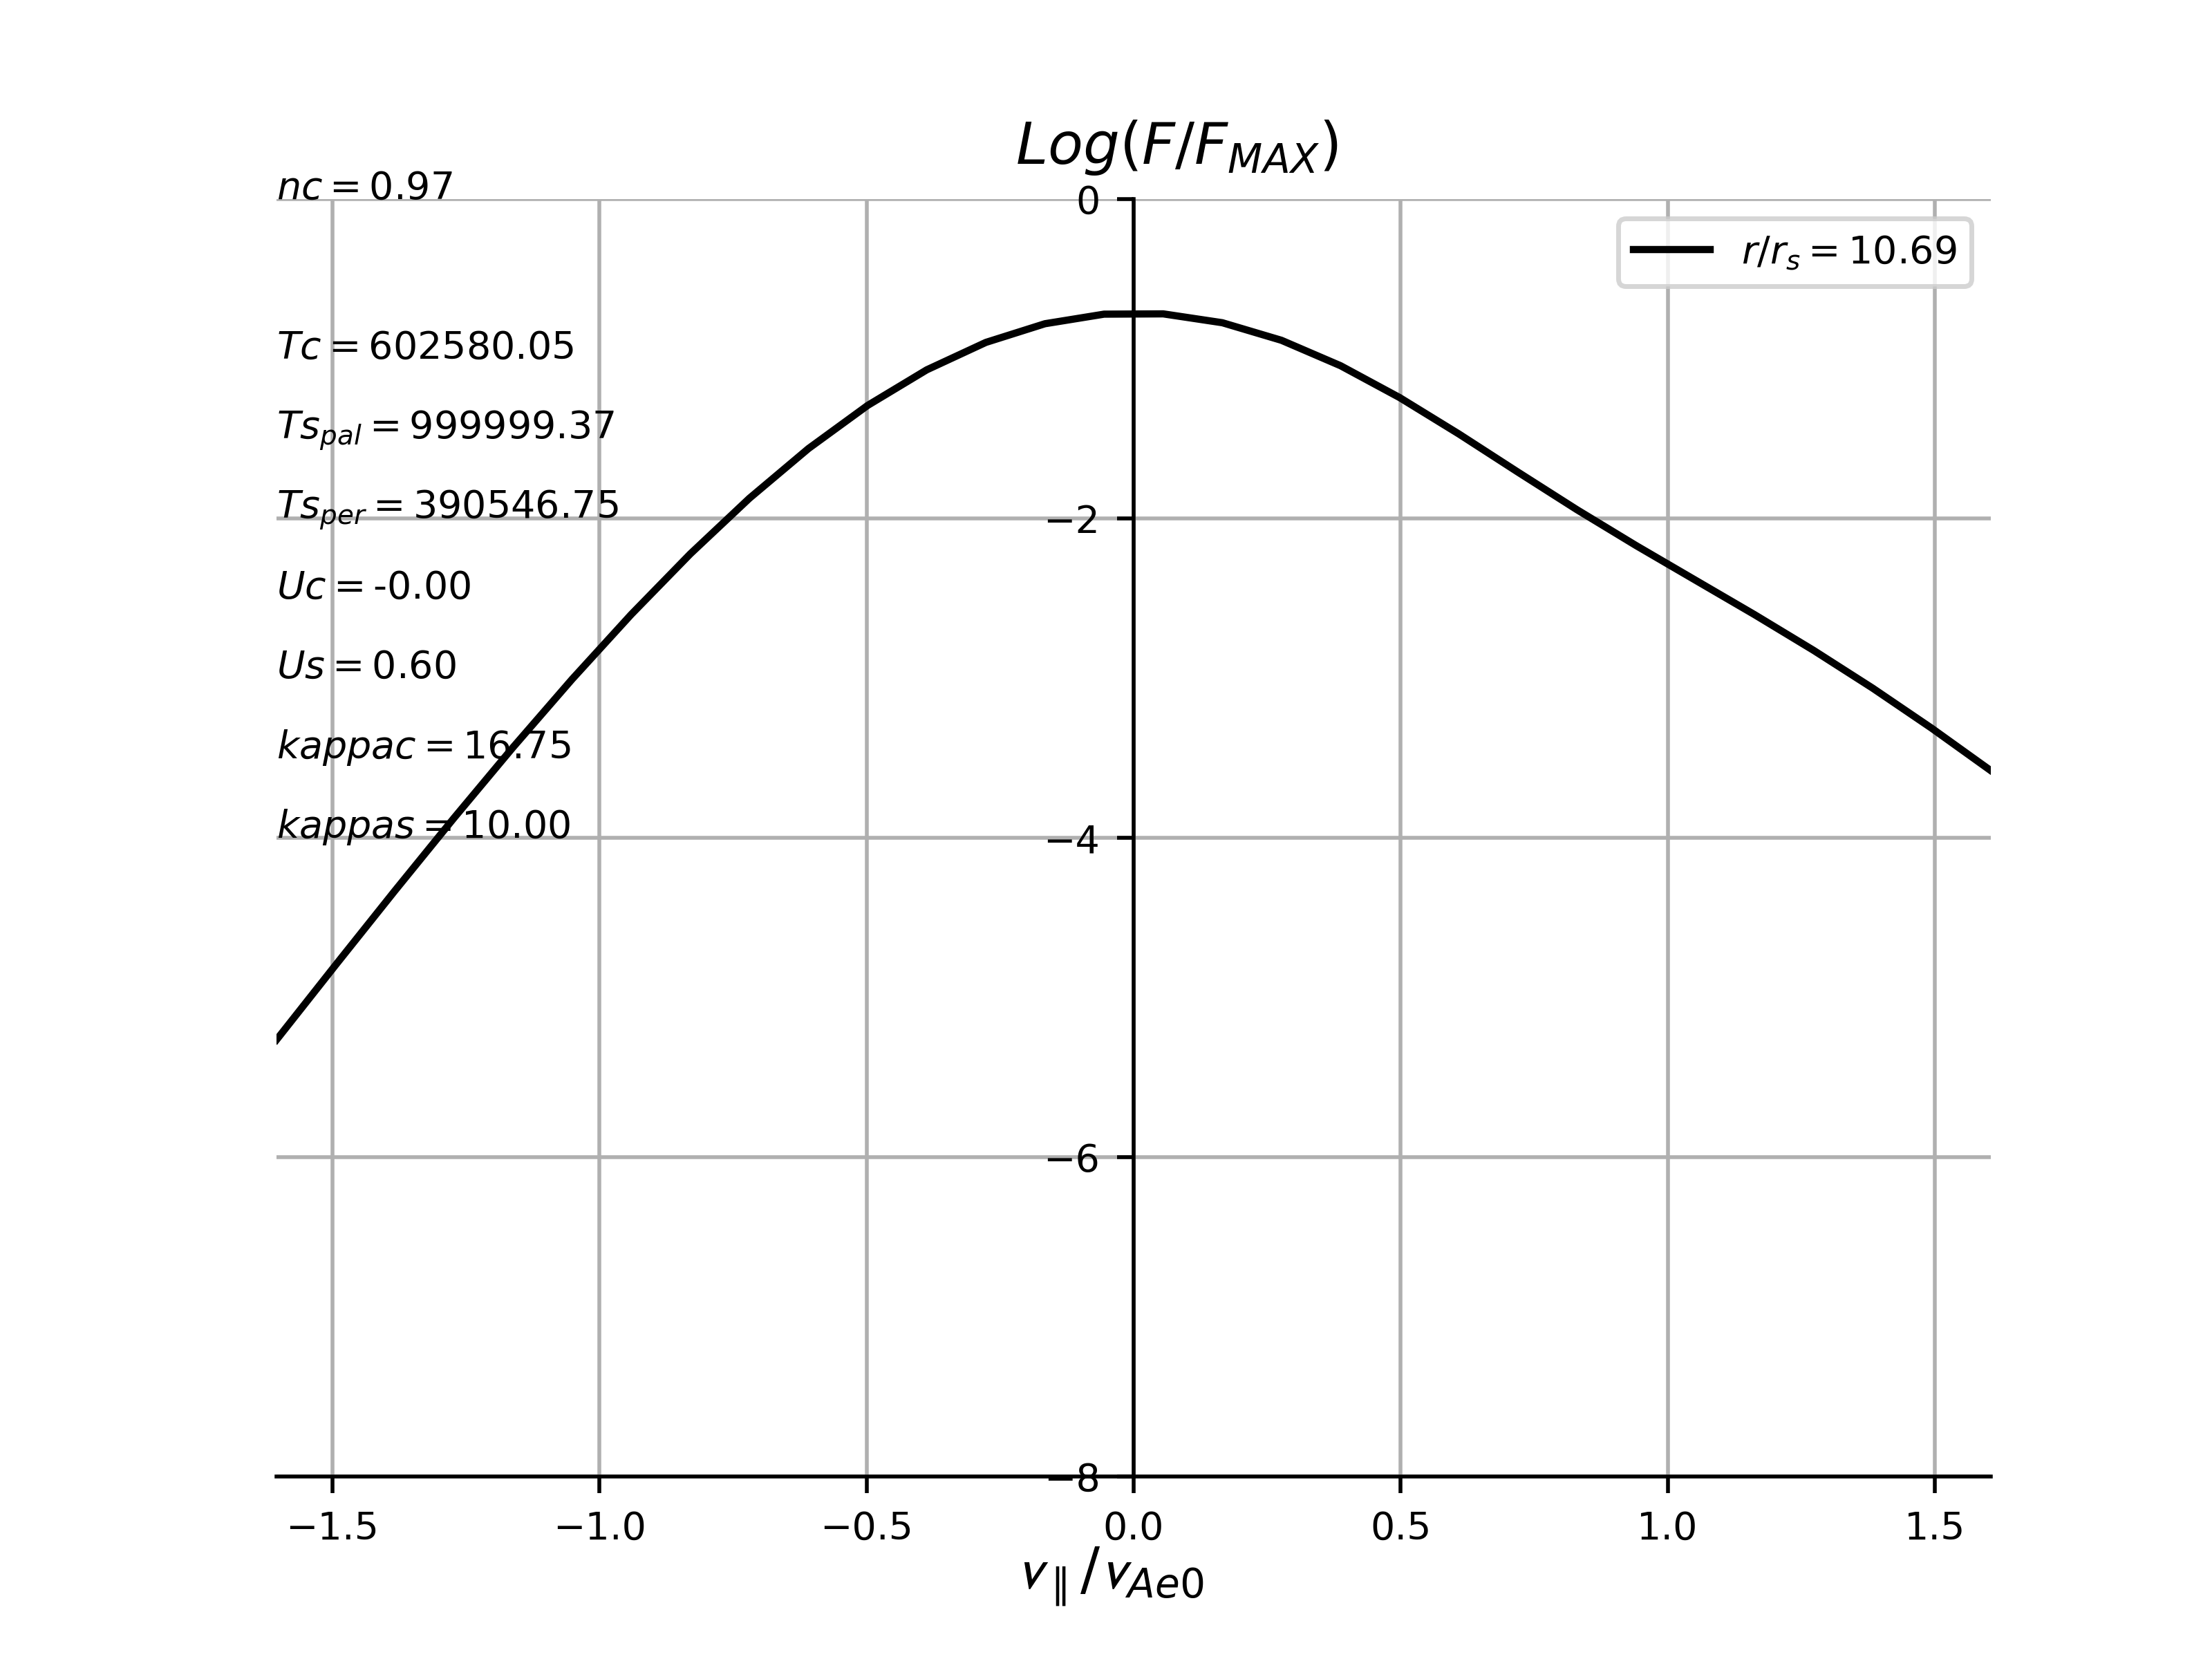 Log(F/F_MAX)
nc = 0.97
0
r/r_s = 10.69
Tc = 602580.05
Ts_pal = 999999.37
Ts_per = 390546.75
−2
Uc = -0.00
Us = 0.60
kappac = 16.75
kappas = 10.00
−4
−6
−8
−1.5 −1.0 −0.5 0.0 0.5 1.0 1.5
v_∥/v_Ae0